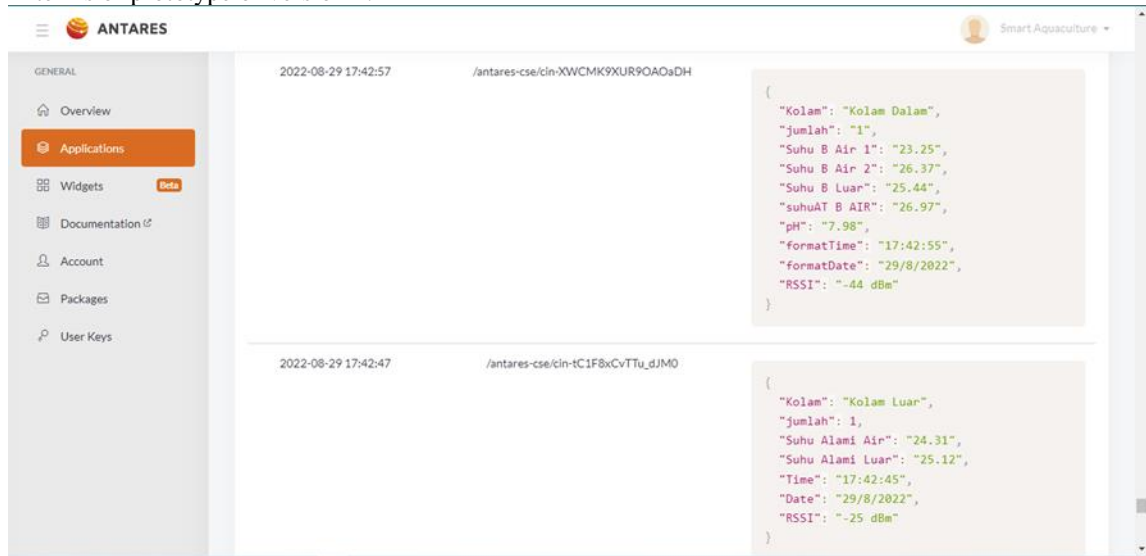 ANTARES
Smart Aquaculture
GENERAL
Overview
Applications
Widgets Beta
Documentation
Account
Packages
User Keys
2022-08-29 17:42:57 /antares-cse/cin-XWCMK9XUR9OAOaDH
{
"Kolam": "Kolam Dalam",
"jumlah": "1",
"Suhu B Air 1": "23.25",
"Suhu B Air 2": "26.37",
"Suhu B Luar": "25.44",
"suhuAT B AIR": "26.97",
"pH": "7.98",
"formatTime": "17:42:55",
"formatDate": "29/8/2022",
"RSSI": "-44 dBm"
}
2022-08-29 17:42:47 /antares-cse/cin-tC1F8xCvTTu_dJM0
{
"Kolam": "Kolam Luar",
"jumlah": 1,
"Suhu Alami Air": "24.31",
"Suhu Alami Luar": "25.12",
"Time": "17:42:45",
"Date": "29/8/2022",
"RSSI": "-25 dBm"
}